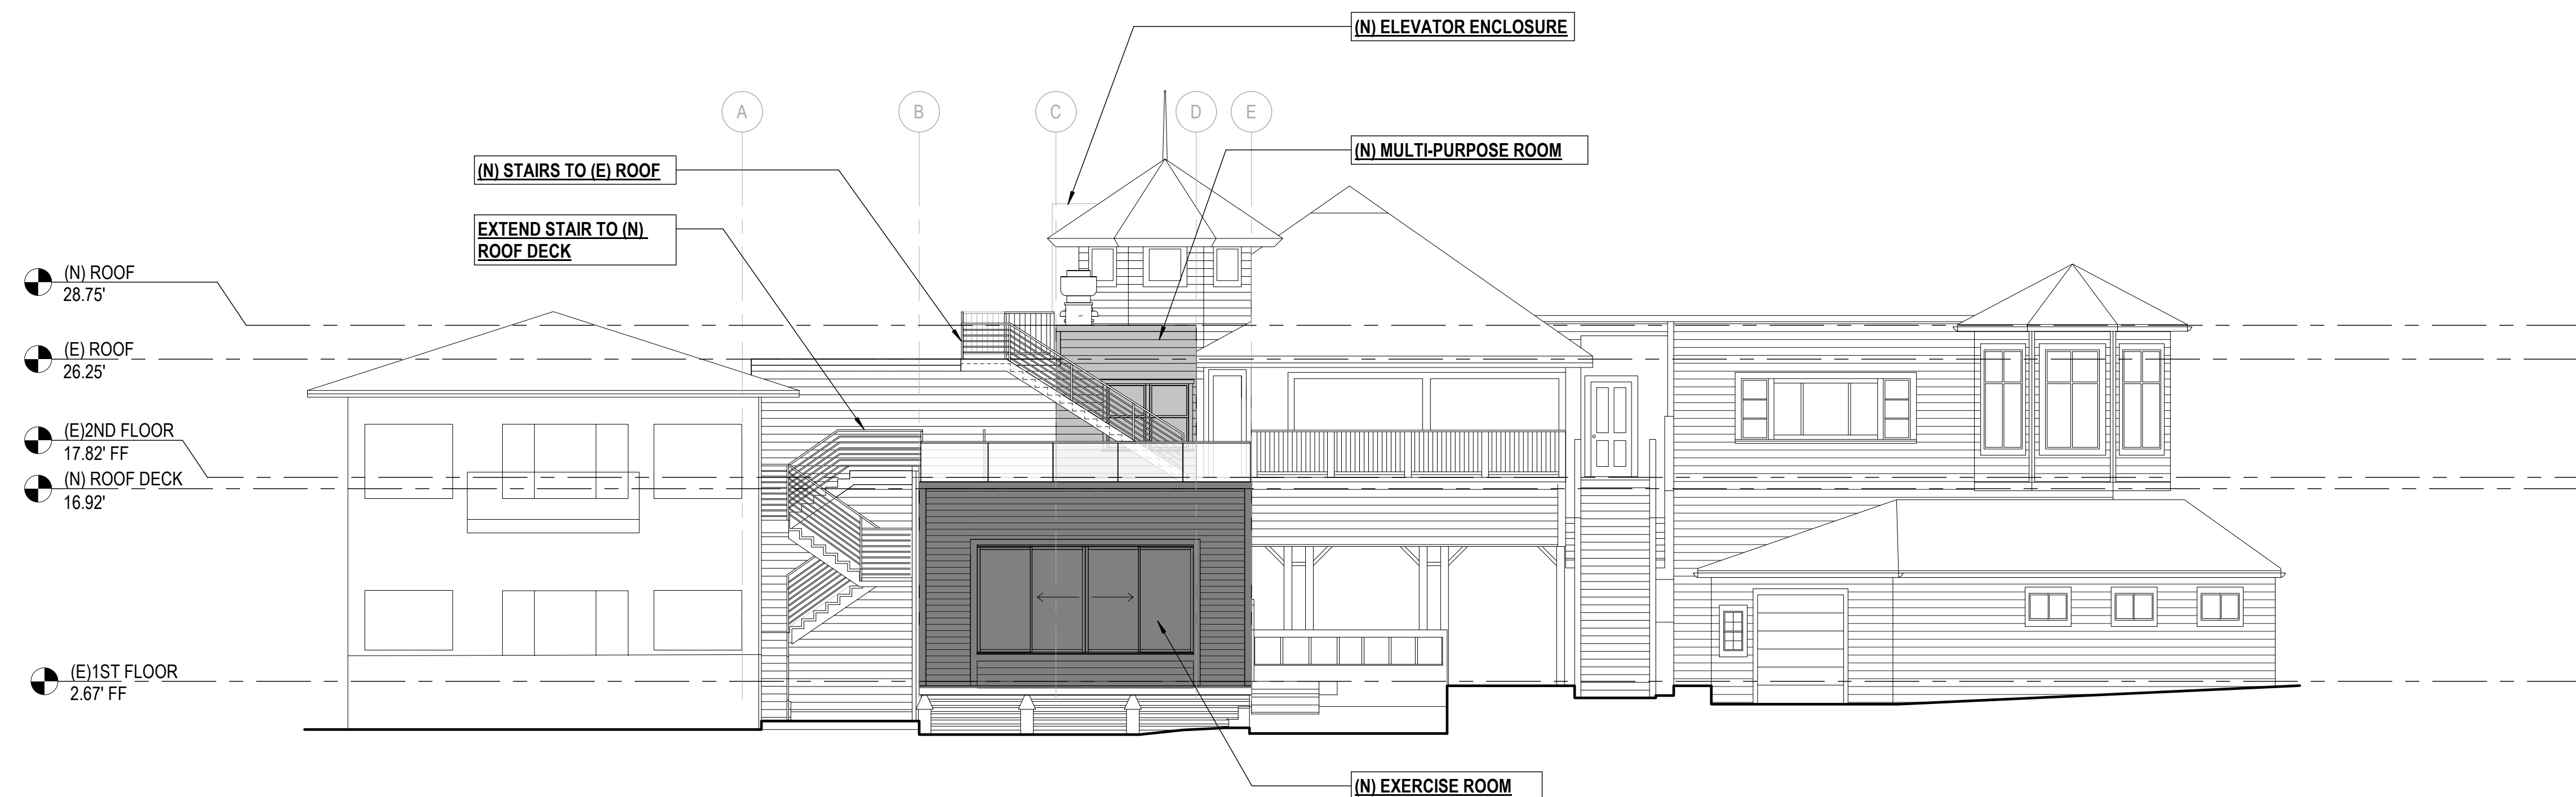 (N) ELEVATOR ENCLOSURE
A
B
C
D
E
(N) MULTI-PURPOSE ROOM
(N) STAIRS TO (E) ROOF
EXTEND STAIR TO (N)
ROOF DECK
(N) ROOF
28.75'
(E) ROOF
26.25'
(E)2ND FLOOR
17.82' FF
(N) ROOF DECK
16.92'
(E)1ST FLOOR
2.67' FF
(N) EXERCISE ROOM